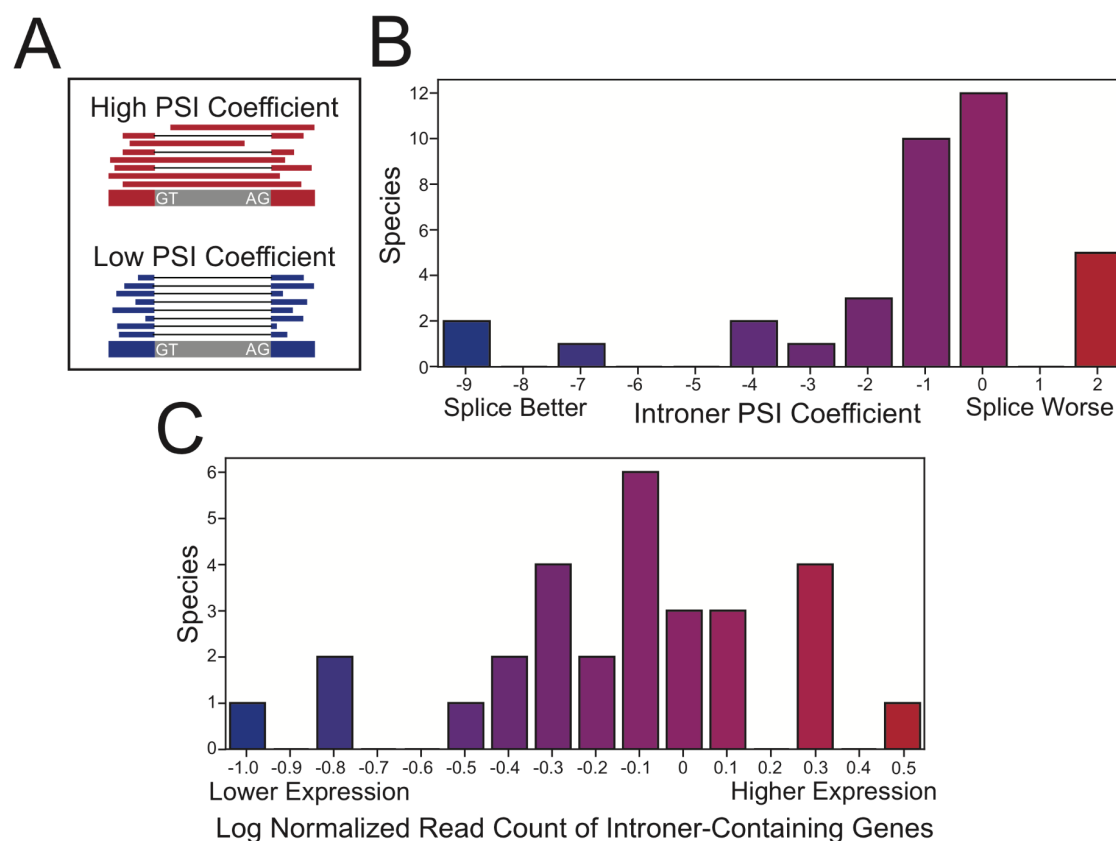 A
High PSI Coefficient
GT AG
Low PSI Coefficient
GT AG
B
Species
12
10
8
6
4
2
0
-9 -8 -7 -6 -5 -4 -3 -2 -1 0 1 2
Splice Better Introner PSI Coefficient Splice Worse
C
Species
6
5
4
3
2
1
0
-1.0 -0.9 -0.8 -0.7 -0.6 -0.5 -0.4 -0.3 -0.2 -0.1 0 0.1 0.2 0.3 0.4 0.5
Lower Expression Higher Expression
Log Normalized Read Count of Introner-Containing Genes